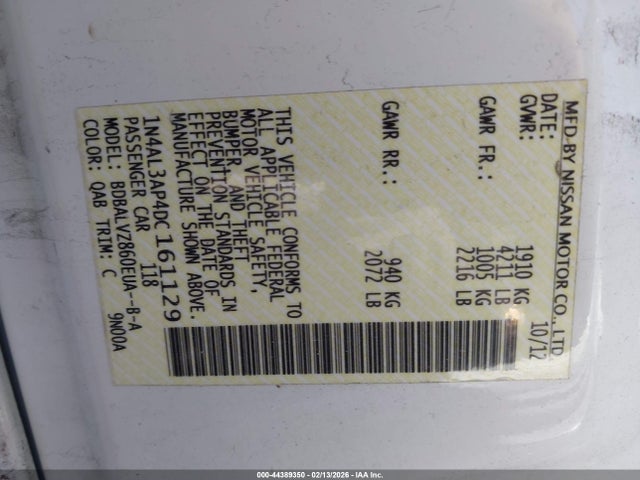 MFD-BY NISSAN MOTOR CO., LTD
DATE: 10/12
GVWR: 1910 KG
4211 LB
GAWR FR.: 1005 KG
2216 LB
GAWR RR.: 940 KG
2072 LB
THIS VEHICLE CONFORMS TO
ALL APPLICABLE FEDERAL
MOTOR VEHICLE SAFETY,
BUMPER, AND THEFT
PREVENTION STANDARDS IN
EFFECT ON THE DATE OF
MANUFACTURE SHOWN ABOVE.
1N4AL3AP4DC161129
PASSENGER CAR 118
MODEL: BDBALVZ860EUA--B-A
COLOR: QAB TRIM: C 9N00A
000-44389350 | 02/13/2026 - IAAI.com